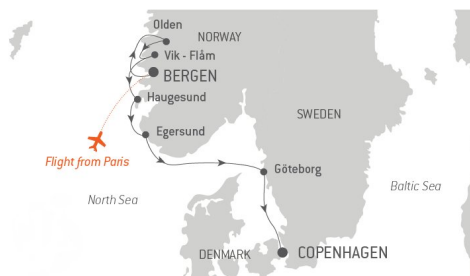 Olden
NORWAY
Vik - Flåm
BERGEN
Haugesund
SWEDEN
Egersund
Flight from Paris
Göteborg
Baltic Sea
North Sea
DENMARK
COPENHAGEN